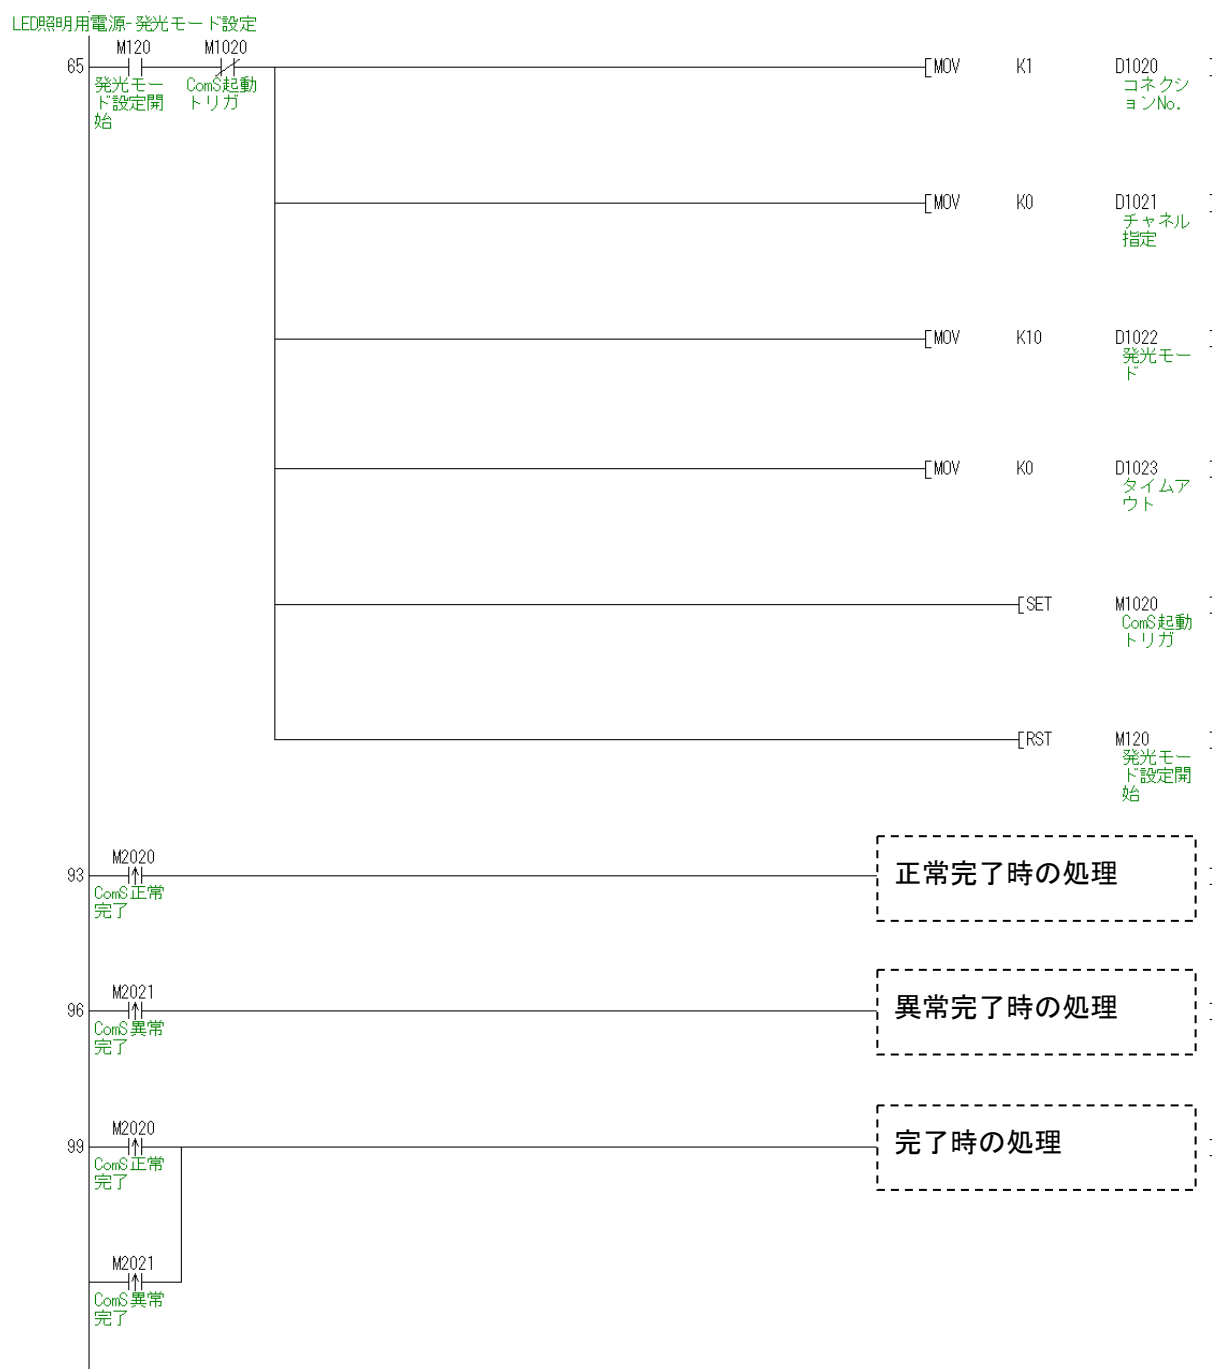 LED照明用電源-発光モード設定
M120 M1020
65 [MOV K1 D1020 ]
発光モー ComS起動 コネクシ
ド設定開 トリガ ョンNo.
始
[MOV K0 D1021 ]
チャネル
指定
[MOV K10 D1022 ]
発光モー
ド
[MOV K0 D1023 ]
タイムア
ウト
[SET M1020 ]
ComS起動
トリガ
[RST M120 ]
発光モー
ド設定開
始
M2020
93 正常完了時の処理 ]
ComS正常
完了
M2021
96 異常完了時の処理 ]
ComS異常
完了
M2020
99 完了時の処理 ]
ComS正常
完了
M2021
ComS異常
完了